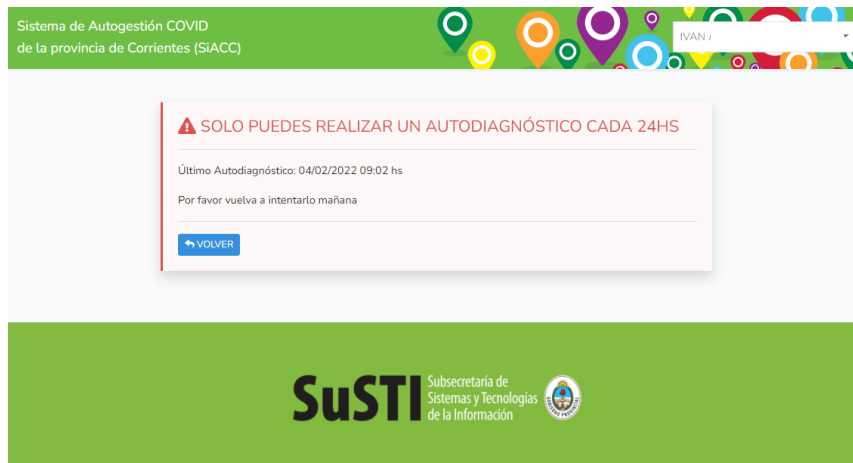 Sistema de Autogestión COVID
de la provincia de Corrientes (SiACC)
IVAN
SOLO PUEDES REALIZAR UN AUTODIAGNÓSTICO CADA 24HS
Último Autodiagnóstico: 04/02/2022 09:02 hs
Por favor vuelva a intentarlo mañana
VOLVER
SuSTI
Subsecretaría de
Sistemas y Tecnologías
de la Información